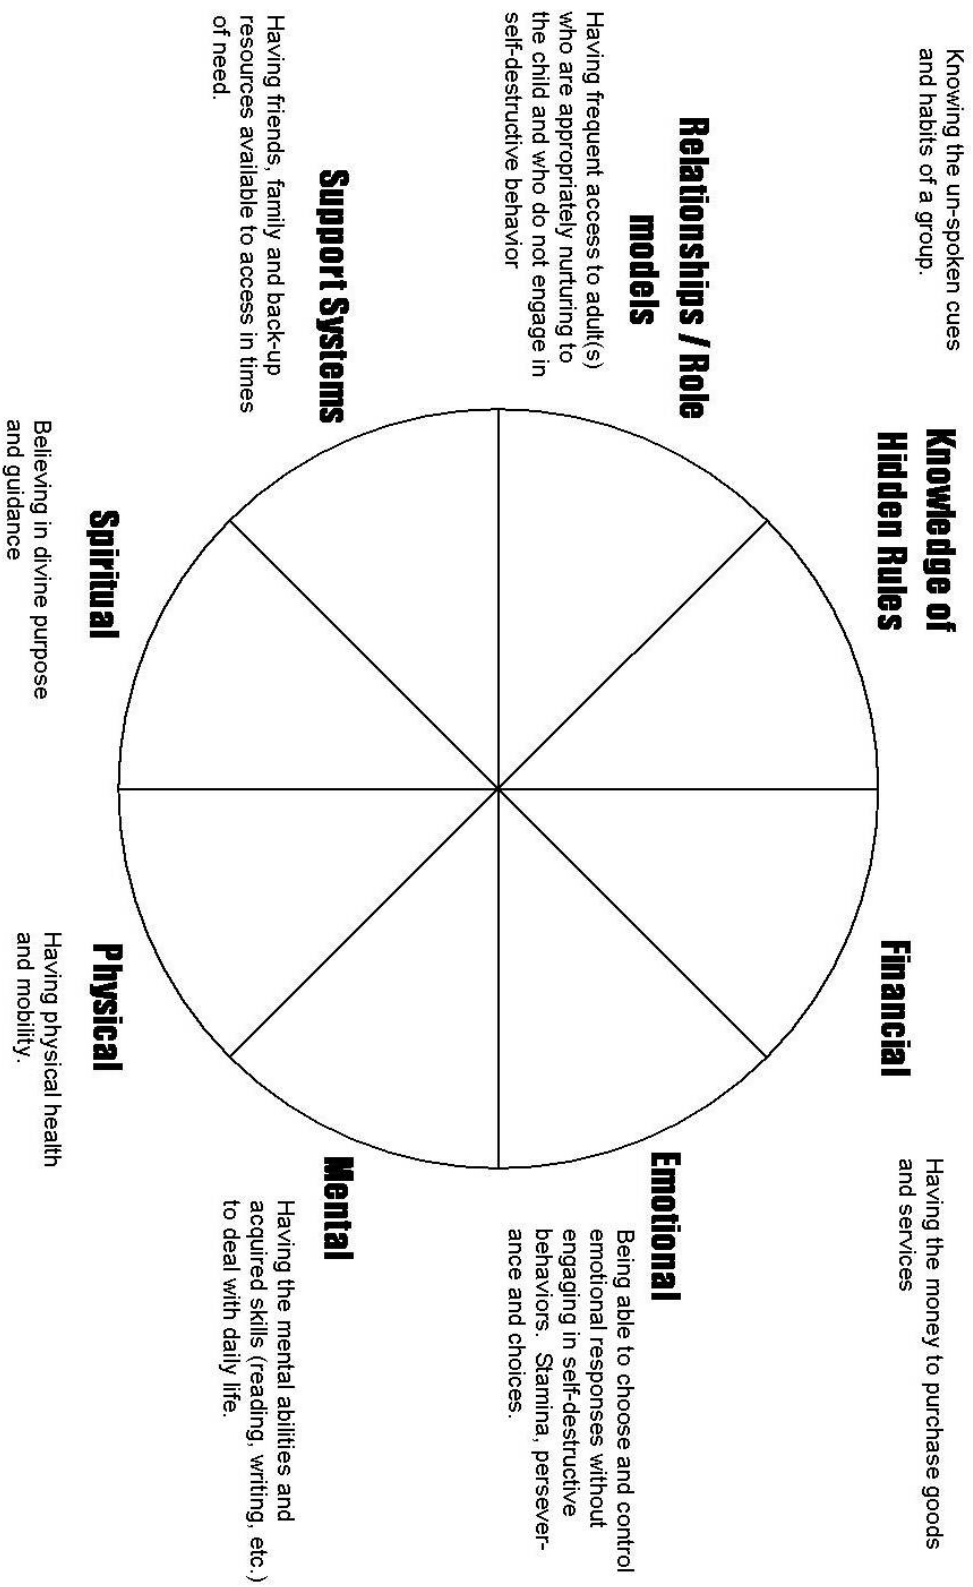 Knowledge of
Hidden Rules
Knowing the un-spoken cues
and habits of a group.
Financial
Having the money to purchase goods
and services
Emotional
Being able to choose and control
emotional responses without
engaging in self-destructive
behaviors.  Stamina, persever-
ance and choices.
Mental
Having the mental abilities and
acquired skills (reading, writing, etc.)
to deal with daily life.
Physical
Having physical health
and mobility.
Spiritual
Believing in divine purpose
and guidance
Support Systems
Having friends, family and back-up
resources available to access in times
of need.
Relationships / Role
models
Having frequent access to adult(s)
who are appropriately nurturing to
the child and who do not engage in
self-destructive behavior